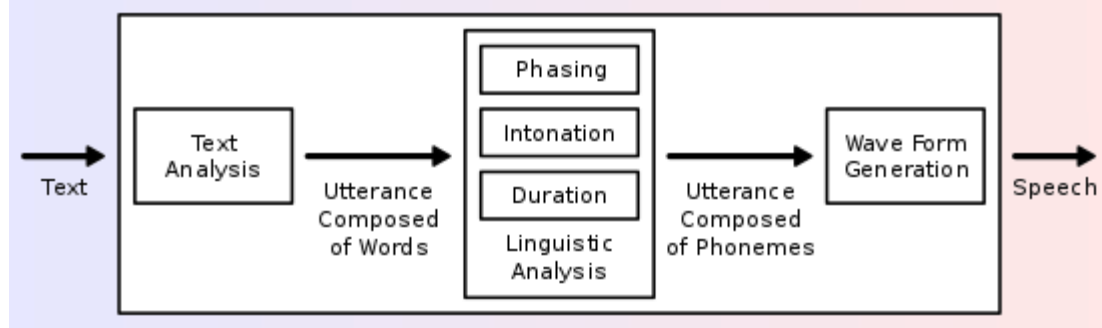 Text
Text
Analysis
Utterance
Composed
of Words
Phasing
Intonation
Duration
Linguistic
Analysis
Utterance
Composed
of Phonemes
Wave Form
Generation
Speech